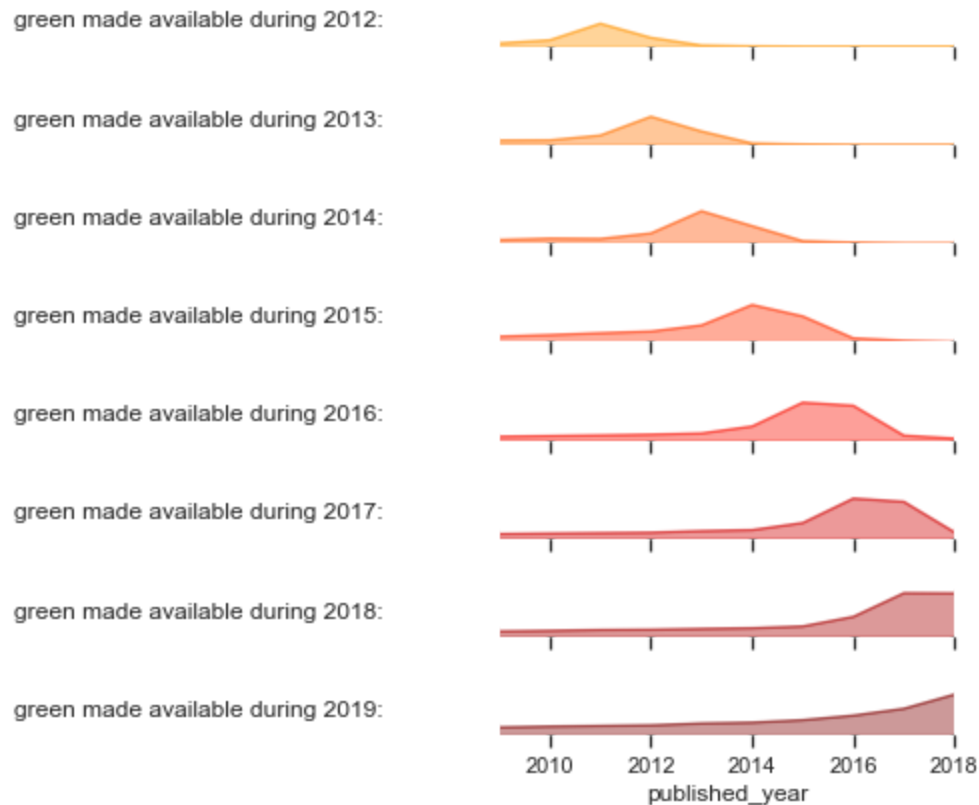 green made available during 2012:
green made available during 2013:
green made available during 2014:
green made available during 2015:
green made available during 2016:
green made available during 2017:
green made available during 2018:
green made available during 2019:
2010 2012 2014 2016 2018
published_year